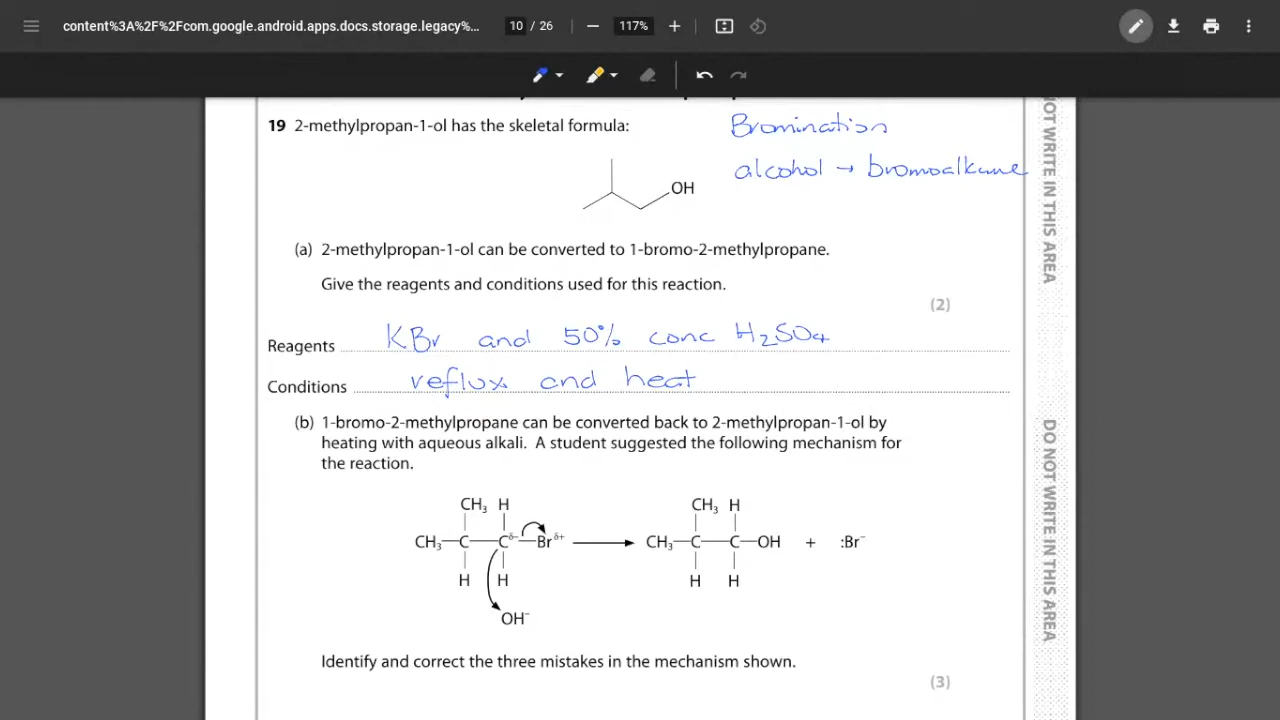 content%3A%2F%2Fcom.google.android.apps.docs.storage.legacy%... 10 / 26 117%
19 2-methylpropan-1-ol has the skeletal formula:
Bromination
alcohol → bromoalkane
OH
(a) 2-methylpropan-1-ol can be converted to 1-bromo-2-methylpropane.
Give the reagents and conditions used for this reaction.
(2)
Reagents KBr and 50% conc H₂SO₄
Conditions reflux and heat
(b) 1-bromo-2-methylpropane can be converted back to 2-methylpropan-1-ol by
heating with aqueous alkali. A student suggested the following mechanism for
the reaction.
CH₃ H CH₃ H
CH₃—C—Cδ⁻—Brδ⁺ → CH₃—C—C—OH + :Br⁻
H H H H
OH⁻
Identify and correct the three mistakes in the mechanism shown.
(3)
OT WRITE IN THIS AREA
DO NOT WRITE IN THIS AREA